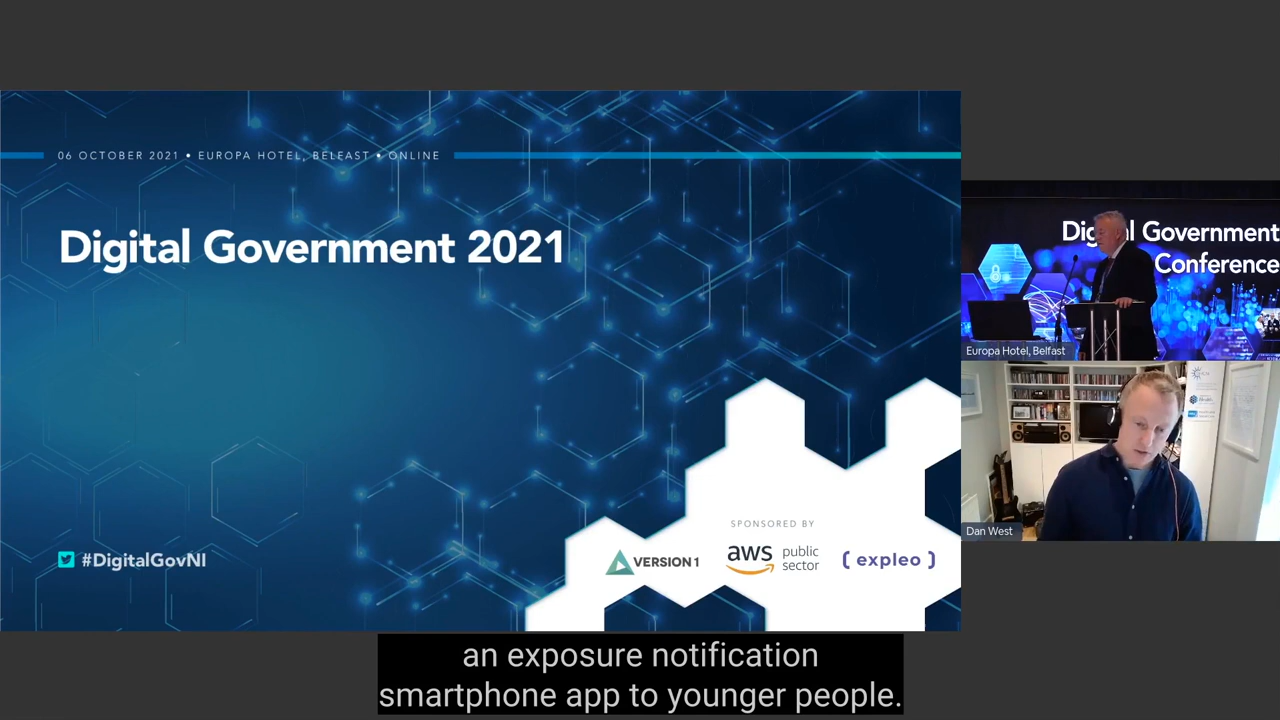 06 OCTOBER 2021 • EUROPA HOTEL, BELFAST • ONLINE
Digital Government 2021
#DigitalGovNI
SPONSORED BY
VERSION 1
aws public sector
( expleo )
Government
Conference
Europa Hotel, Belfast
Dan West
an exposure notification
smartphone app to younger people.